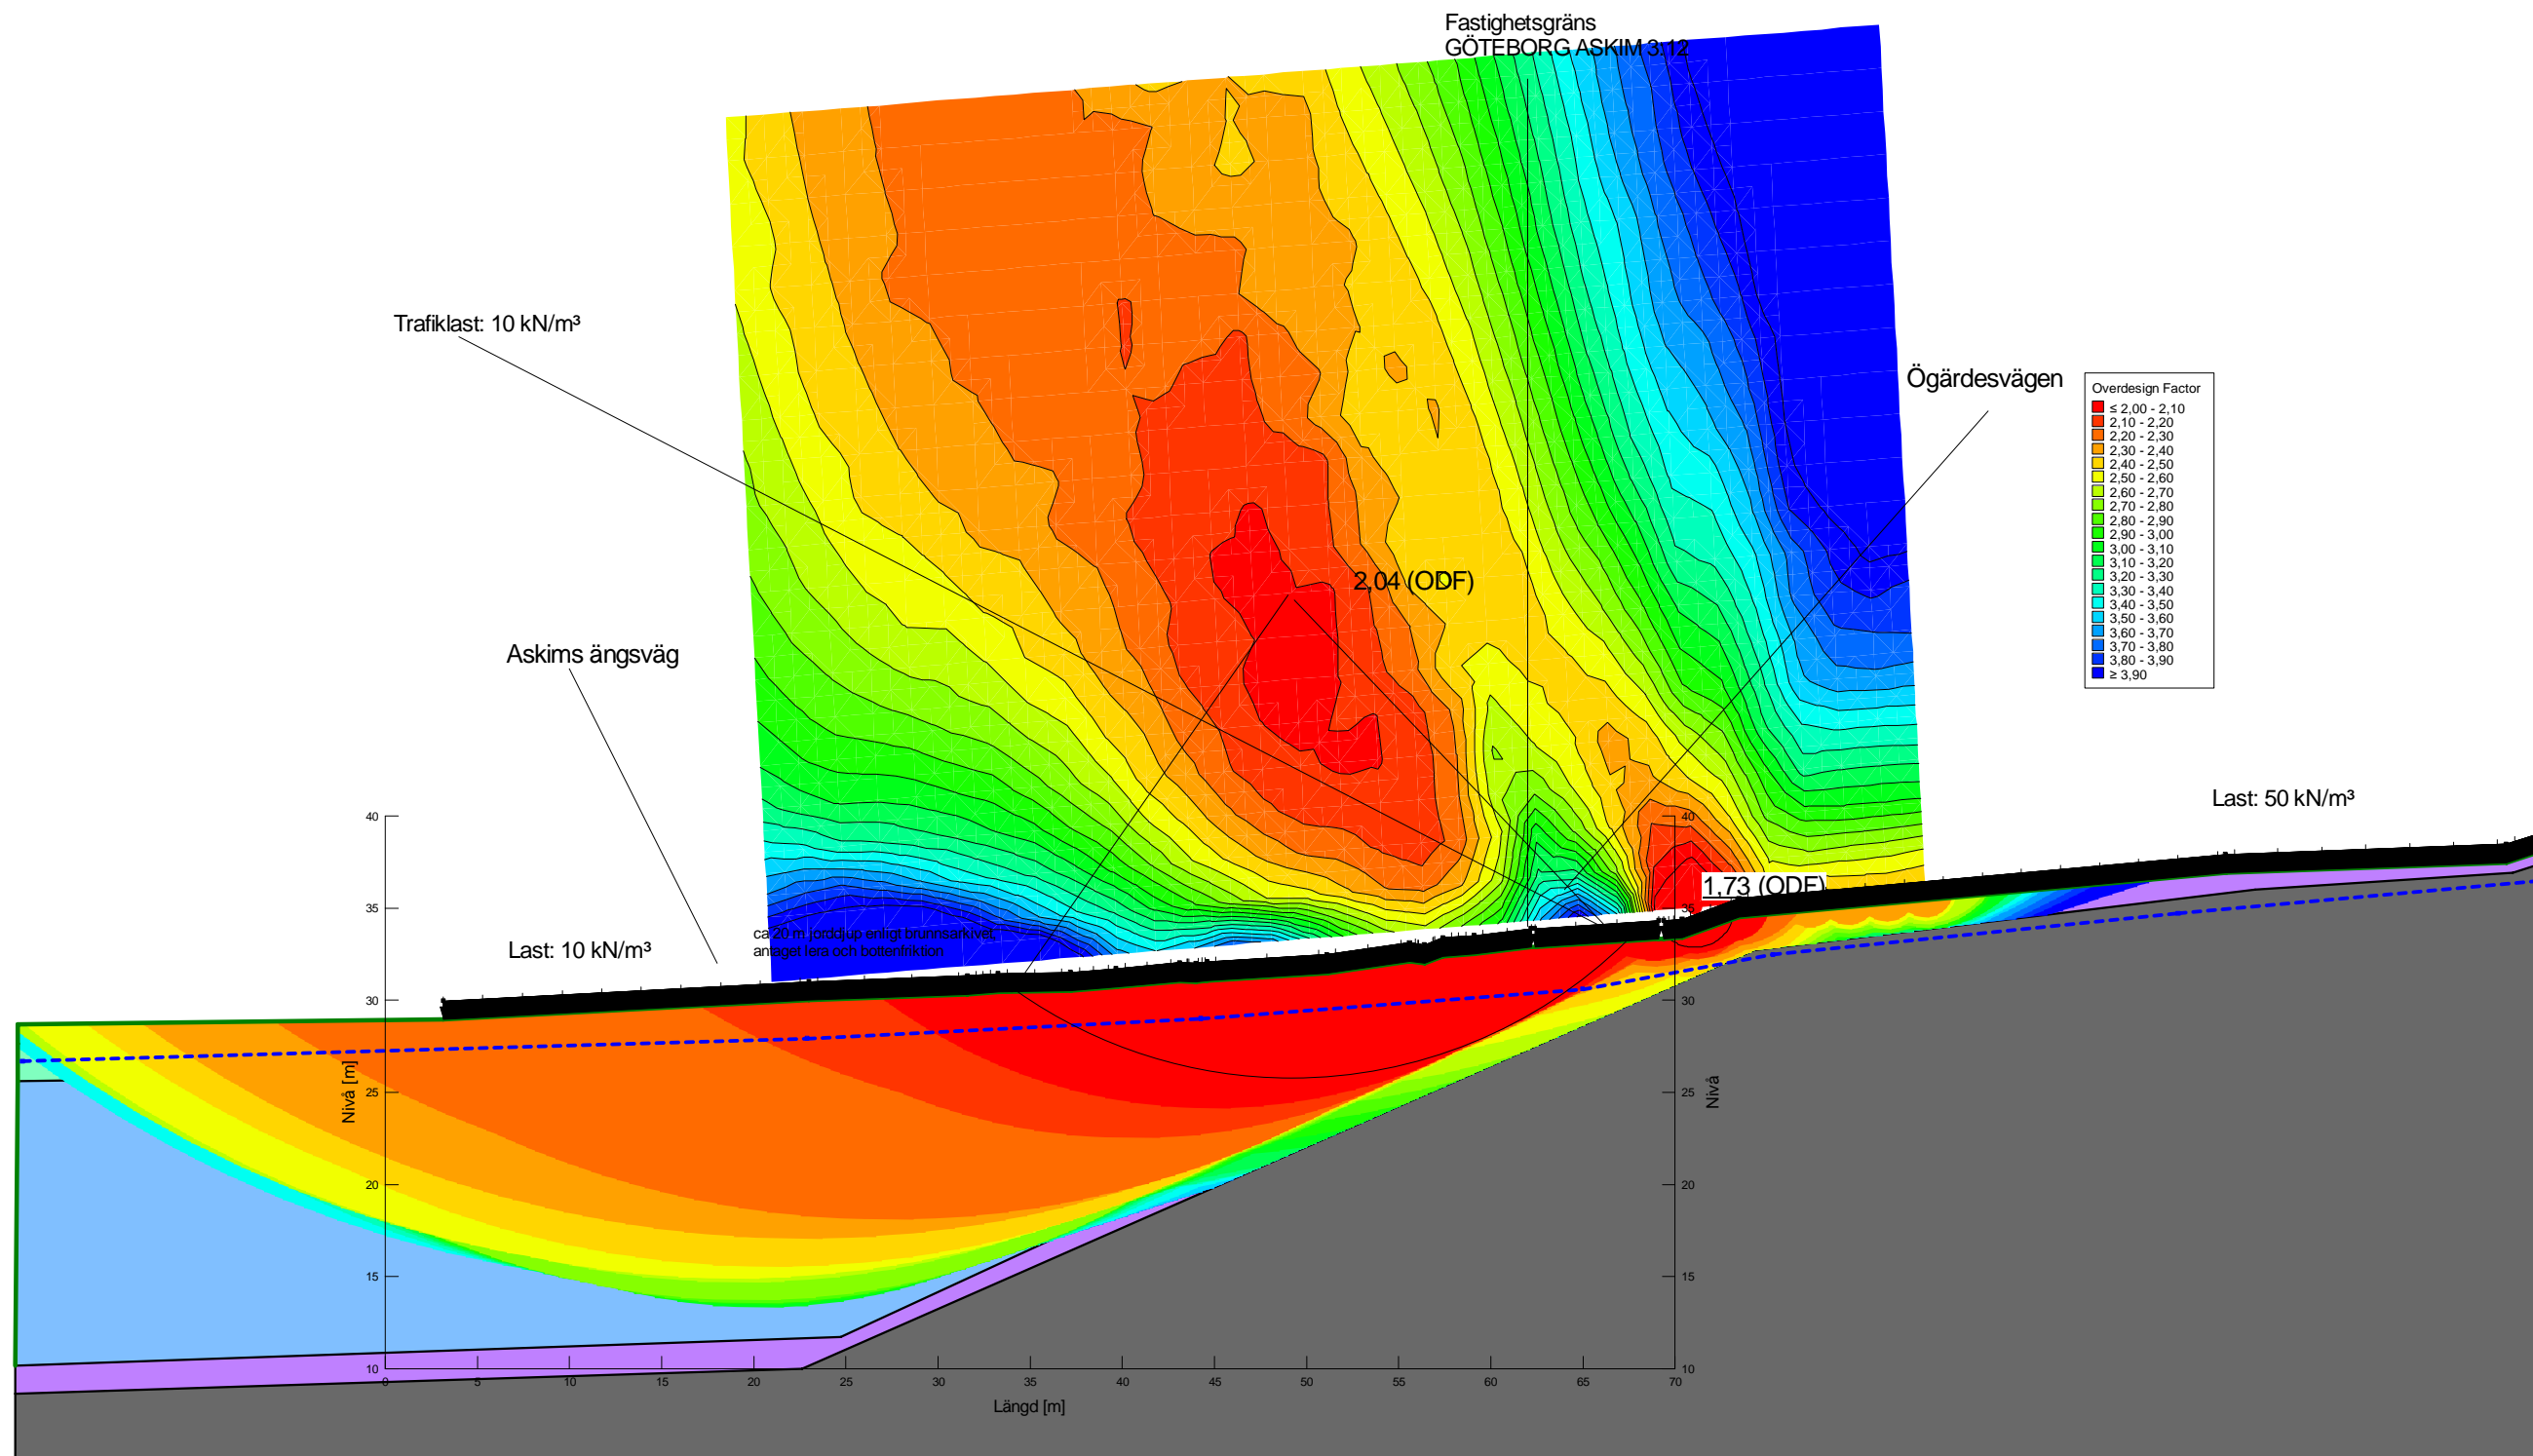 Fastighetsgräns
GÖTEBORG ASKIM 3:12
Trafiklast: 10 kN/m³
Ögärdesvägen
Overdesign Factor
≤ 2,00 - 2,10
2,10 - 2,20
2,20 - 2,30
2,30 - 2,40
2,40 - 2,50
2,50 - 2,60
2,60 - 2,70
2,70 - 2,80
2,80 - 2,90
2,90 - 3,00
3,00 - 3,10
3,10 - 3,20
3,20 - 3,30
3,30 - 3,40
3,40 - 3,50
3,50 - 3,60
3,60 - 3,70
3,70 - 3,80
3,80 - 3,90
≥ 3,90
2,04 (ODF)
Askims ängsväg
Last: 50 kN/m³
1,73 (ODF)
Last: 10 kN/m³
ca 20 m jorddjup enligt brunnsarkivet,
antaget lera och bottenfriktion
40
35
30
25
20
15
10
Nivå [m]
40
35
30
25
20
15
10
Nivå
0 5 10 15 20 25 30 35 40 45 50 55 60 65 70
Längd [m]